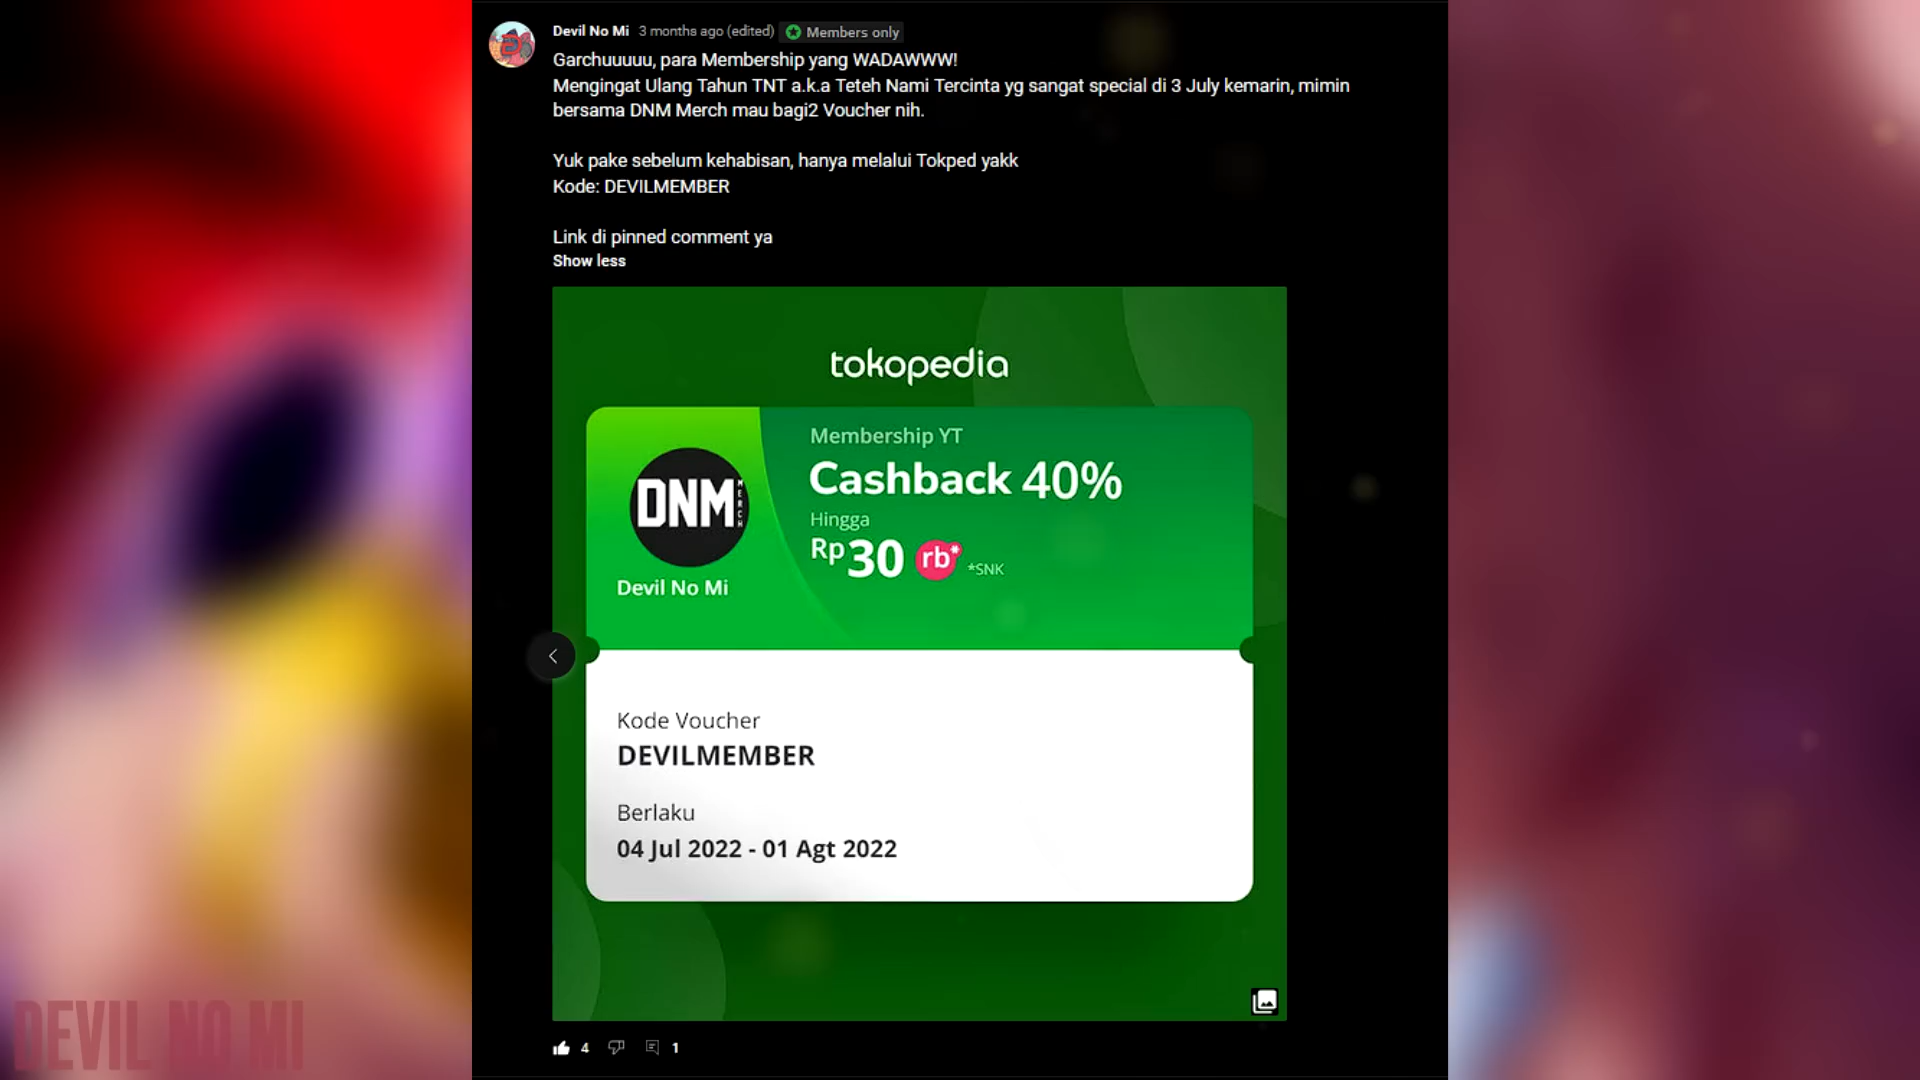 Devil No Mi 3 months ago (edited) Members only
Garchuuuuu, para Membership yang WADAWWW!
Mengingat Ulang Tahun TNT a.k.a Teteh Nami Tercinta yg sangat special di 3 July kemarin, mimin
bersama DNM Merch mau bagi2 Voucher nih.
Yuk pake sebelum kehabisan, hanya melalui Tokped yakk
Kode: DEVILMEMBER
Link di pinned comment ya
Show less
tokopedia
Membership YT
Cashback 40%
Hingga
Rp30 rb* *SNK
DNM MERCH
Devil No Mi
Kode Voucher
DEVILMEMBER
Berlaku
04 Jul 2022 - 01 Agt 2022
4 1
DEVIL NO MI